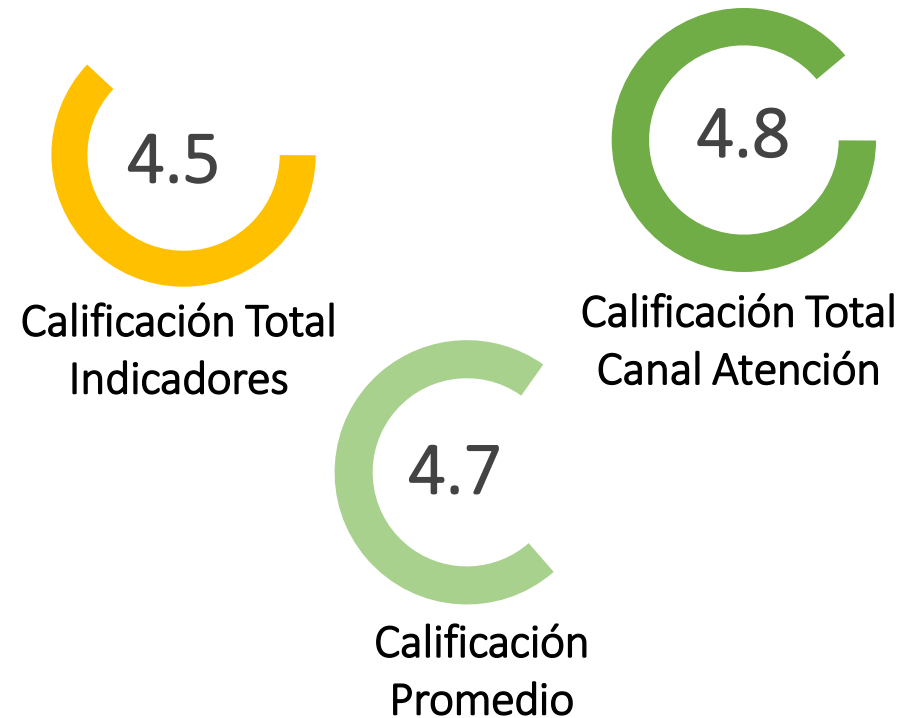 4.5
Calificación Total
Indicadores
4.8
Calificación Total
Canal Atención
4.7
Calificación
Promedio